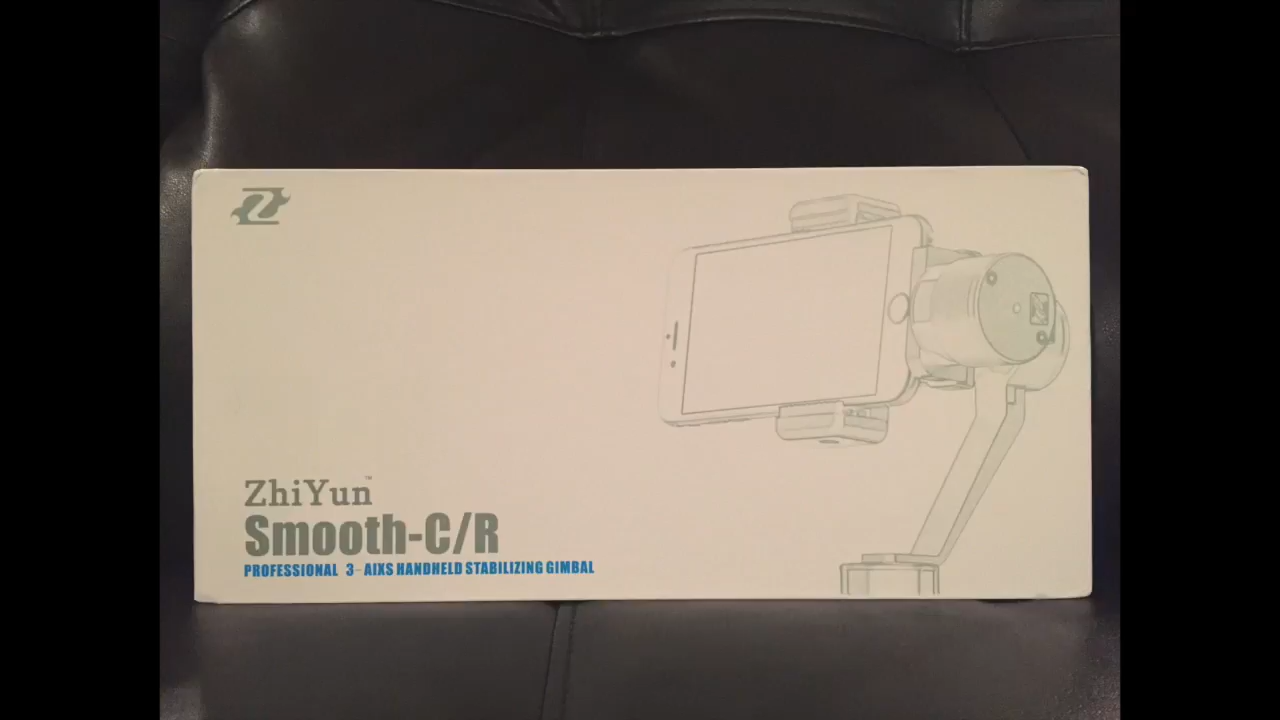 ZhiYun™
Smooth-C/R
PROFESSIONAL 3-AIXS HANDHELD STABILIZING GIMBAL